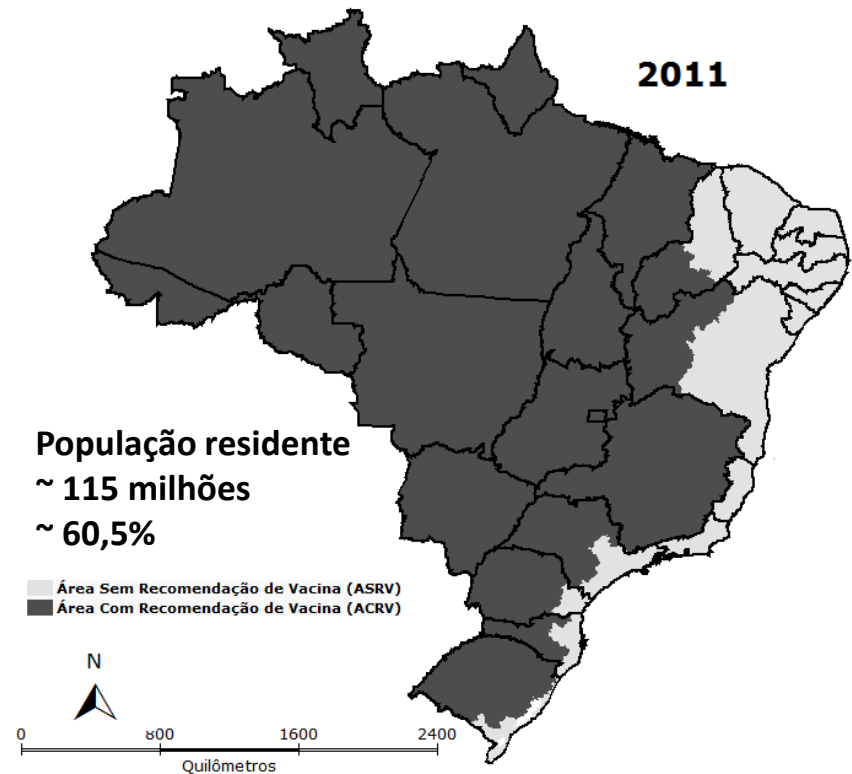 2011
População residente
~ 115 milhões
~ 60,5%
Área Sem Recomendação de Vacina (ASRV)
Área Com Recomendação de Vacina (ACRV)
N
0 800 1600 2400
Quilômetros